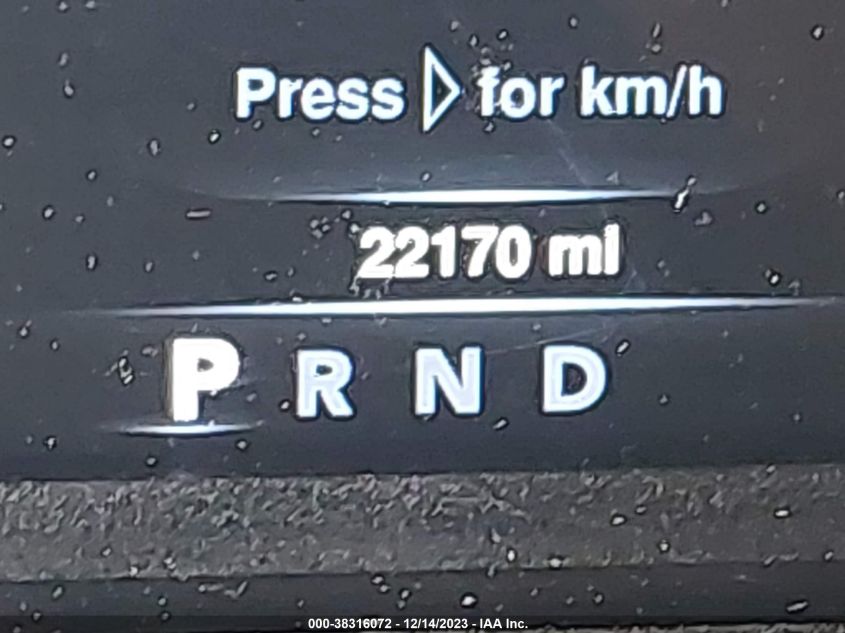 Press ▷ for km/h
22170 mi
P R N D
000-38316072 - 12/14/2023 - IAA Inc.